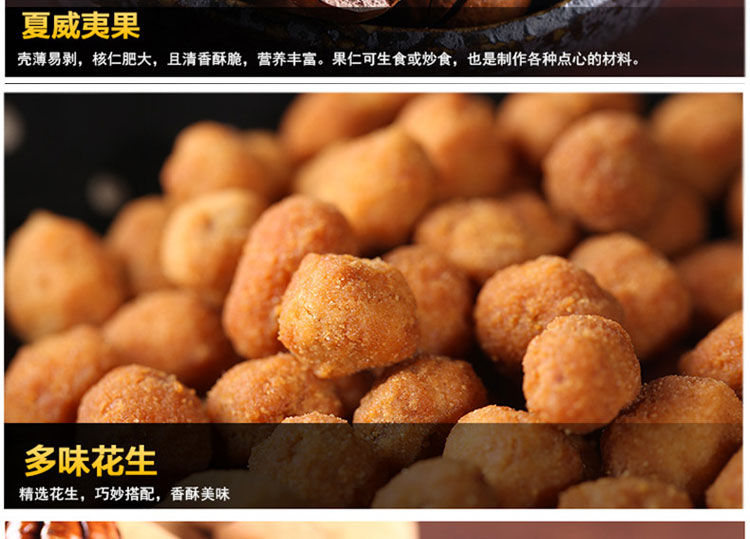 夏威夷果
壳薄易剥，核仁肥大，且清香酥脆，营养丰富。果仁可生食或炒食，也是制作各种点心的材料。
多味花生
精选花生，巧妙搭配，香酥美味